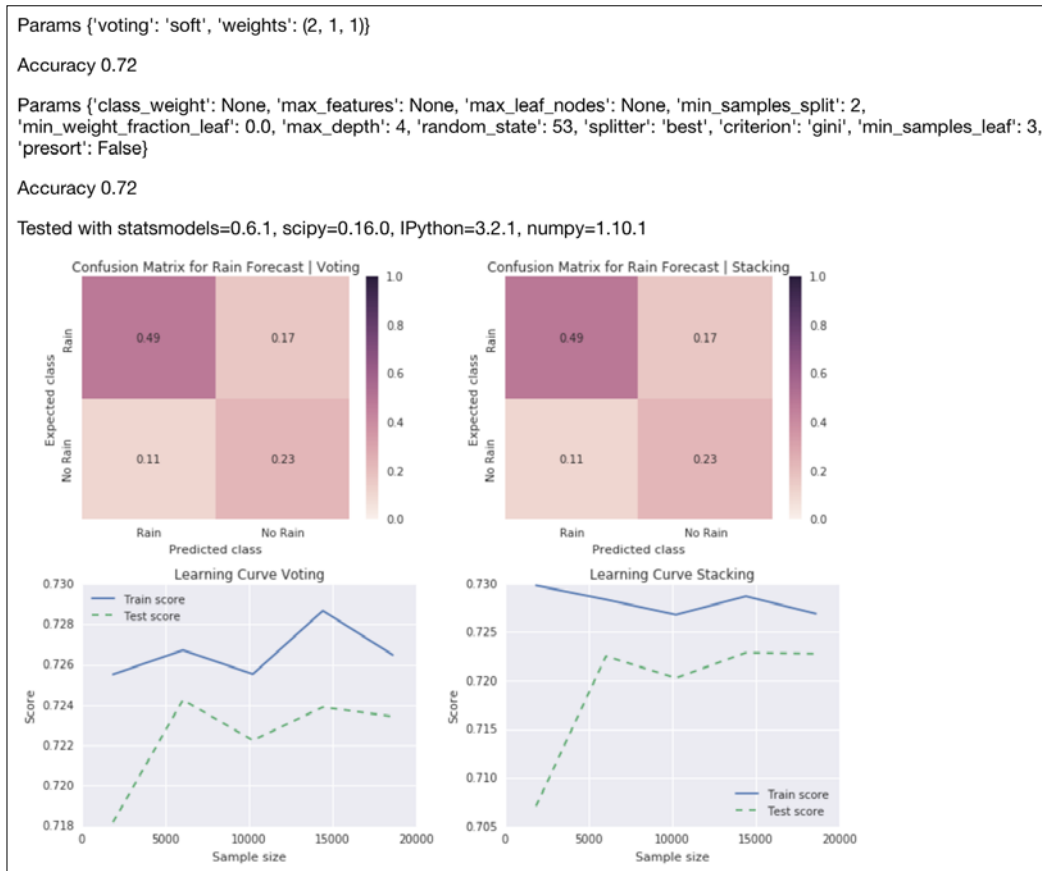 Params {'voting': 'soft', 'weights': (2, 1, 1)}
Accuracy 0.72
Params {'class_weight': None, 'max_features': None, 'max_leaf_nodes': None, 'min_samples_split': 2,
'min_weight_fraction_leaf': 0.0, 'max_depth': 4, 'random_state': 53, 'splitter': 'best', 'criterion': 'gini', 'min_samples_leaf': 3,
'presort': False}
Accuracy 0.72
Tested with statsmodels=0.6.1, scipy=0.16.0, IPython=3.2.1, numpy=1.10.1
Confusion Matrix for Rain Forecast | Voting
Expected class
Rain
No Rain
0.49
0.17
0.11
0.23
Rain
No Rain
Predicted class
1.0
0.8
0.6
0.4
0.2
0.0
Confusion Matrix for Rain Forecast | Stacking
Expected class
Rain
No Rain
0.49
0.17
0.11
0.23
Rain
No Rain
Predicted class
1.0
0.8
0.6
0.4
0.2
0.0
Learning Curve Voting
Score
0.730
0.728
0.726
0.724
0.722
0.720
0.718
Train score
Test score
0
5000
10000
15000
20000
Sample size
Learning Curve Stacking
Score
0.730
0.725
0.720
0.715
0.710
0.705
Train score
Test score
0
5000
10000
15000
20000
Sample size